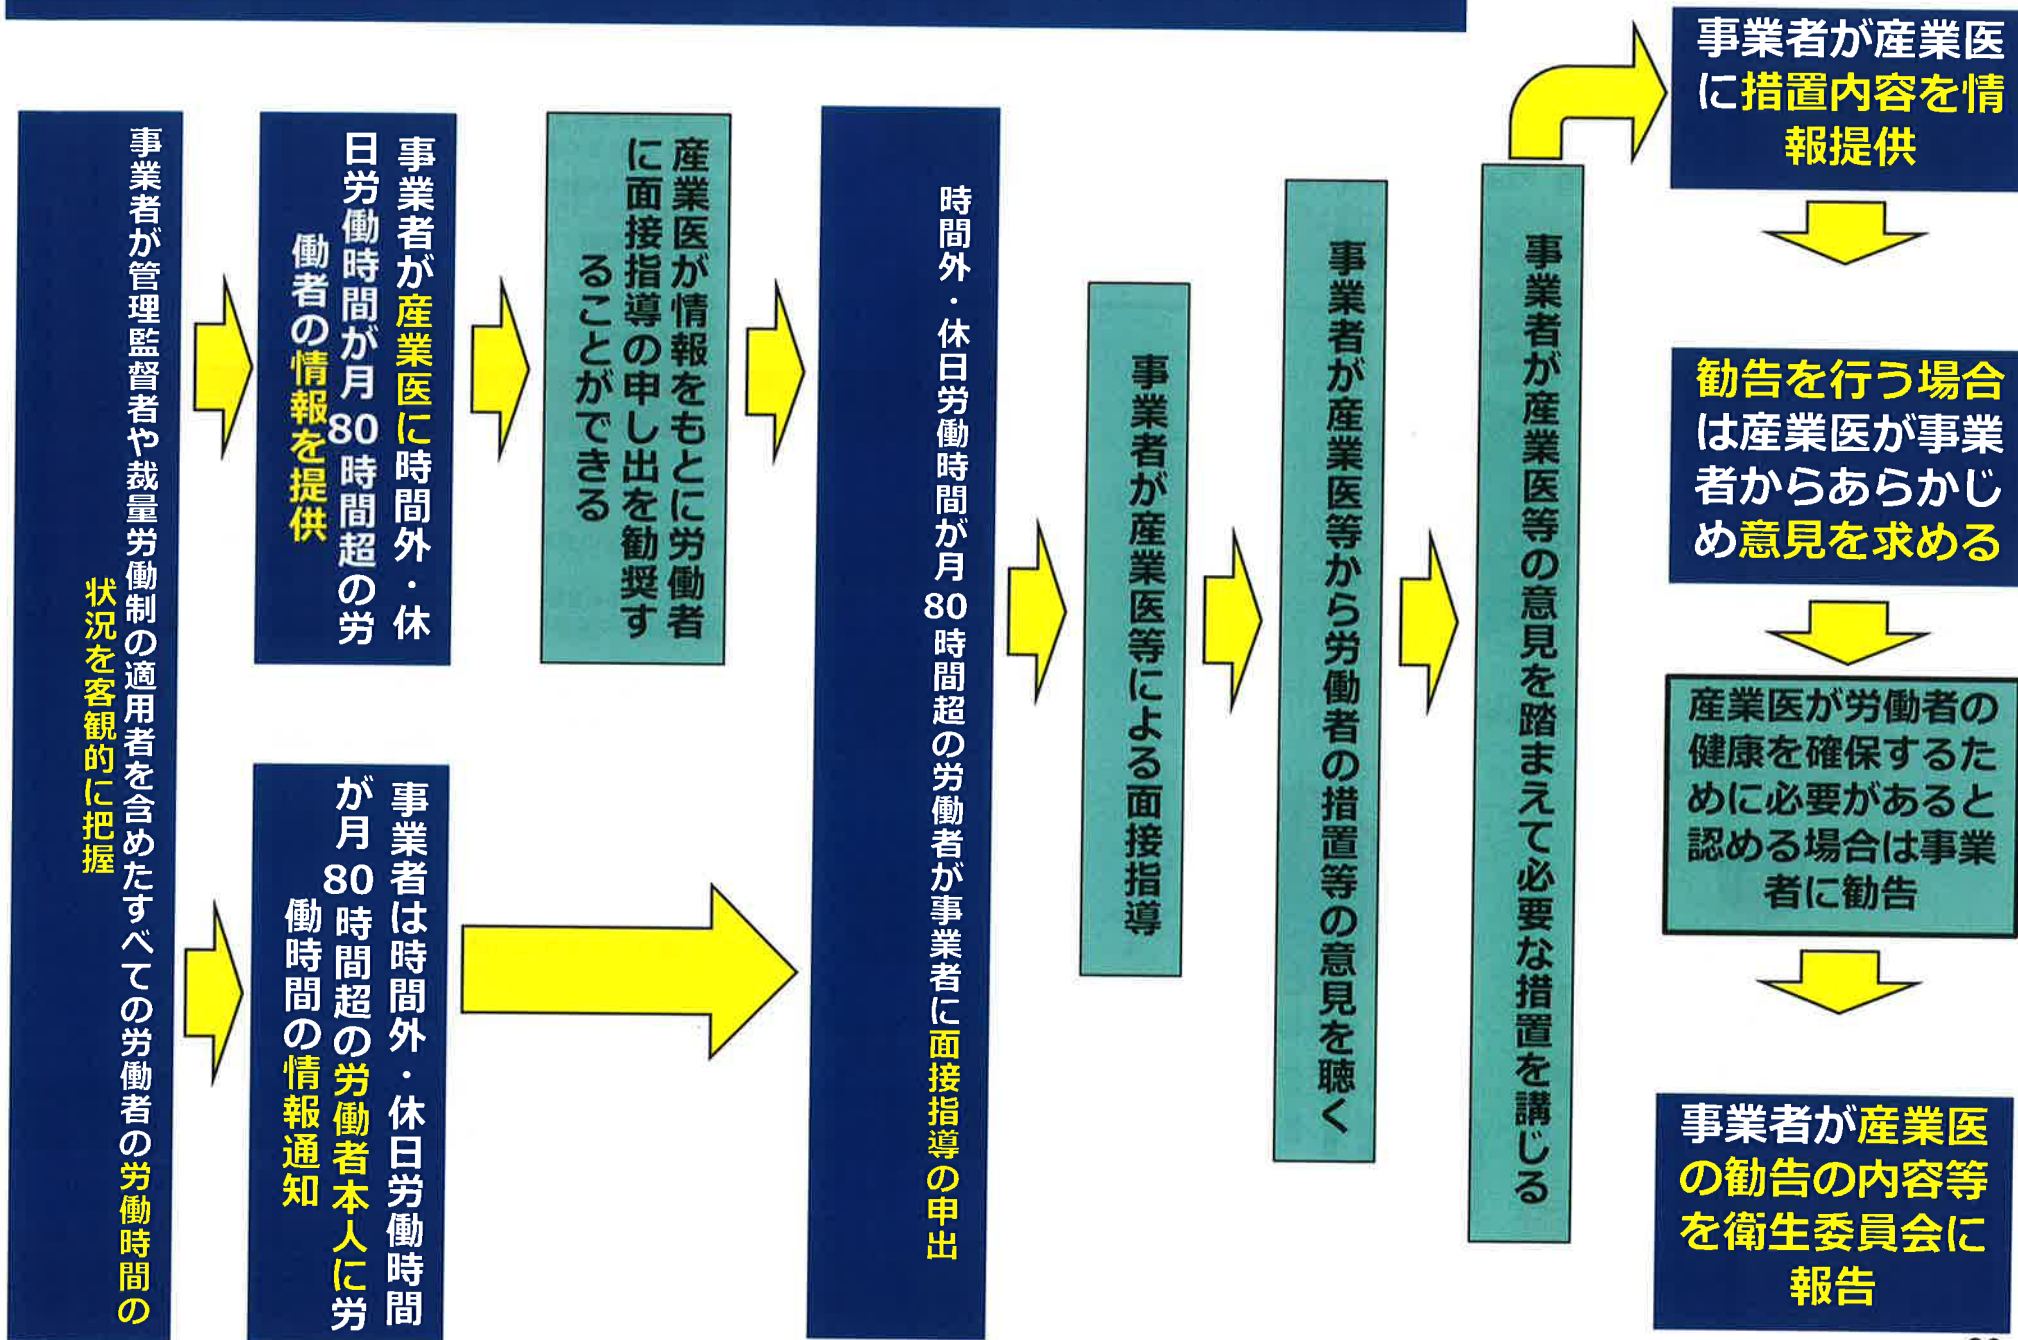 事業者が管理監督者や裁量労働制の適用者を含めたすべての労働者の労働時間の
状況を客観的に把握
事業者が産業医に時間外・休
日労働時間が月80時間超の労
働者の情報を提供
事業者は時間外・休日労働時間
が月80時間超の労働者本人に労
働時間の情報通知
産業医が情報をもとに労働者
に面接指導の申し出を勧奨す
ることができる
時間外・休日労働時間が月80時間超の労働者が事業者に面接指導の申出
事業者が産業医等による面接指導
事業者が産業医等から労働者の措置等の意見を聴く
事業者が産業医等の意見を踏まえて必要な措置を講じる
事業者が産業医
に措置内容を情
報提供
勧告を行う場合
は産業医が事業
者からあらかじ
め意見を求める
産業医が労働者の
健康を確保するた
めに必要があると
認める場合は事業
者に勧告
事業者が産業医
の勧告の内容等
を衛生委員会に
報告